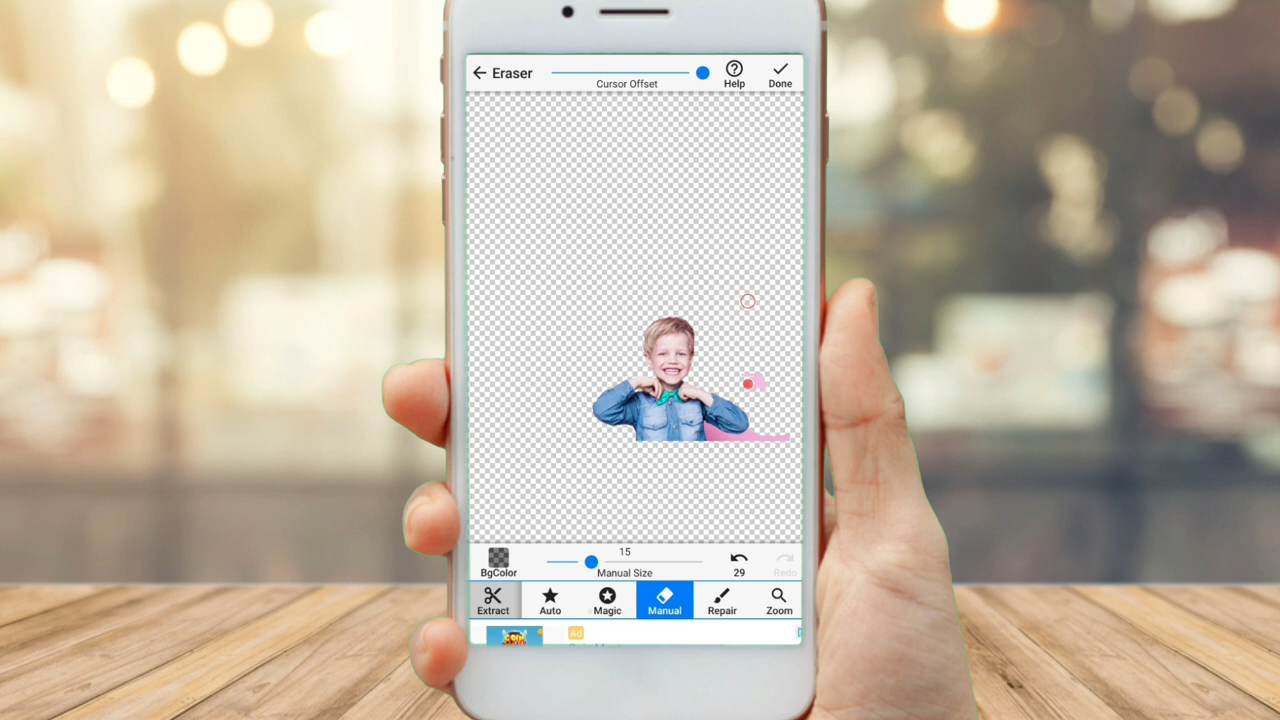 Eraser
Cursor Offset
Help
Done
15
BgColor
Manual Size
29
Redo
Extract
Auto
Magic
Manual
Repair
Zoom
Ad